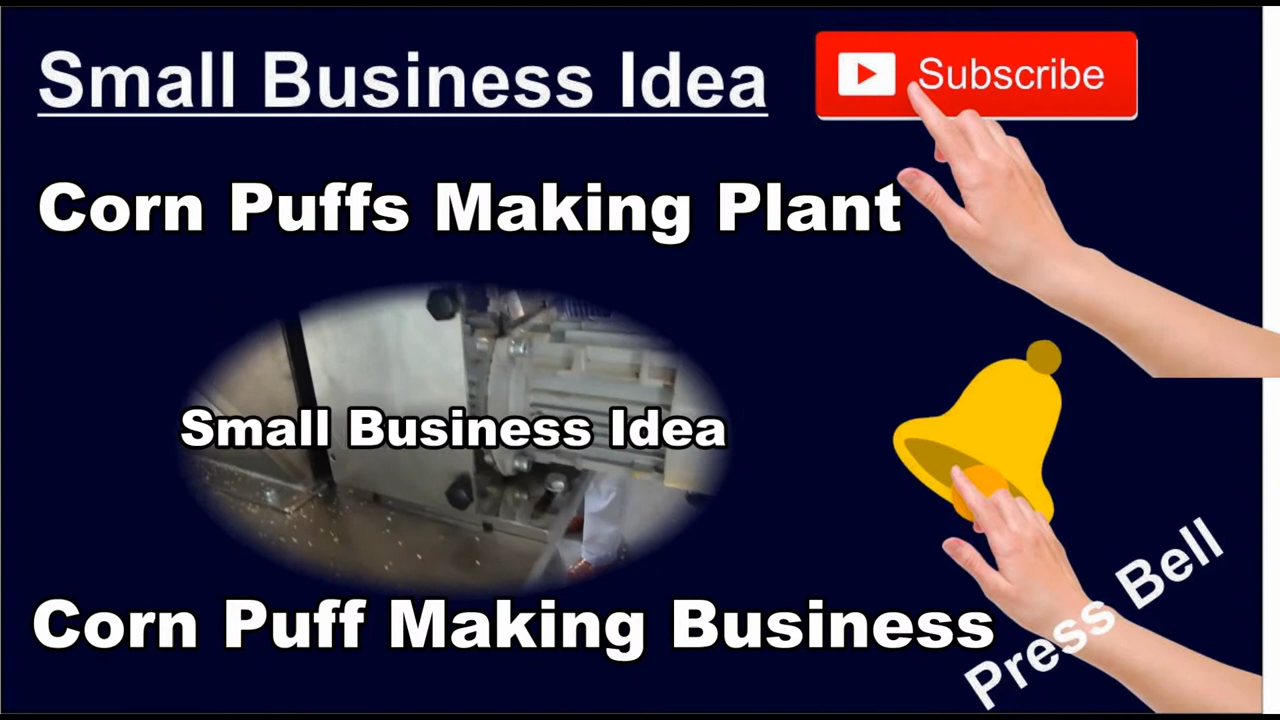 Small Business Idea
Subscribe
Corn Puffs Making Plant
Small Business Idea
Corn Puff Making Business
Press Bell